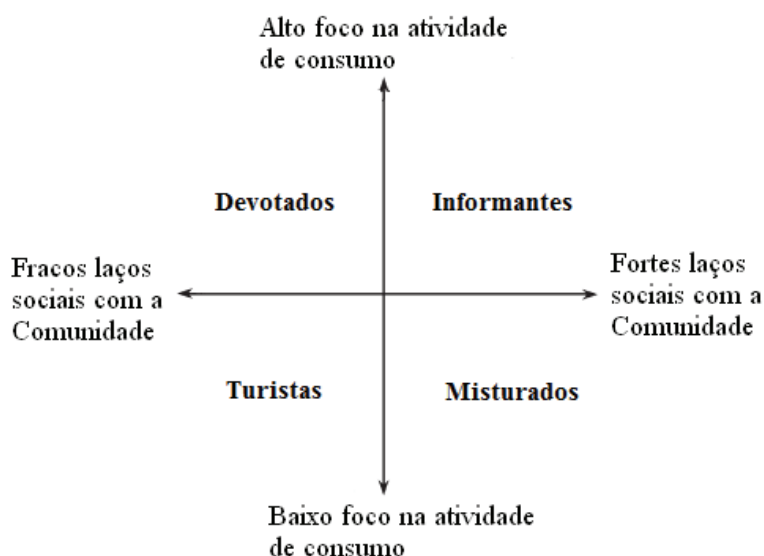 Alto foco na atividade
de consumo
Devotados
Informantes
Fracos laços
sociais com a
Comunidade
Fortes laços
sociais com a
Comunidade
Turistas
Misturados
Baixo foco na atividade
de consumo